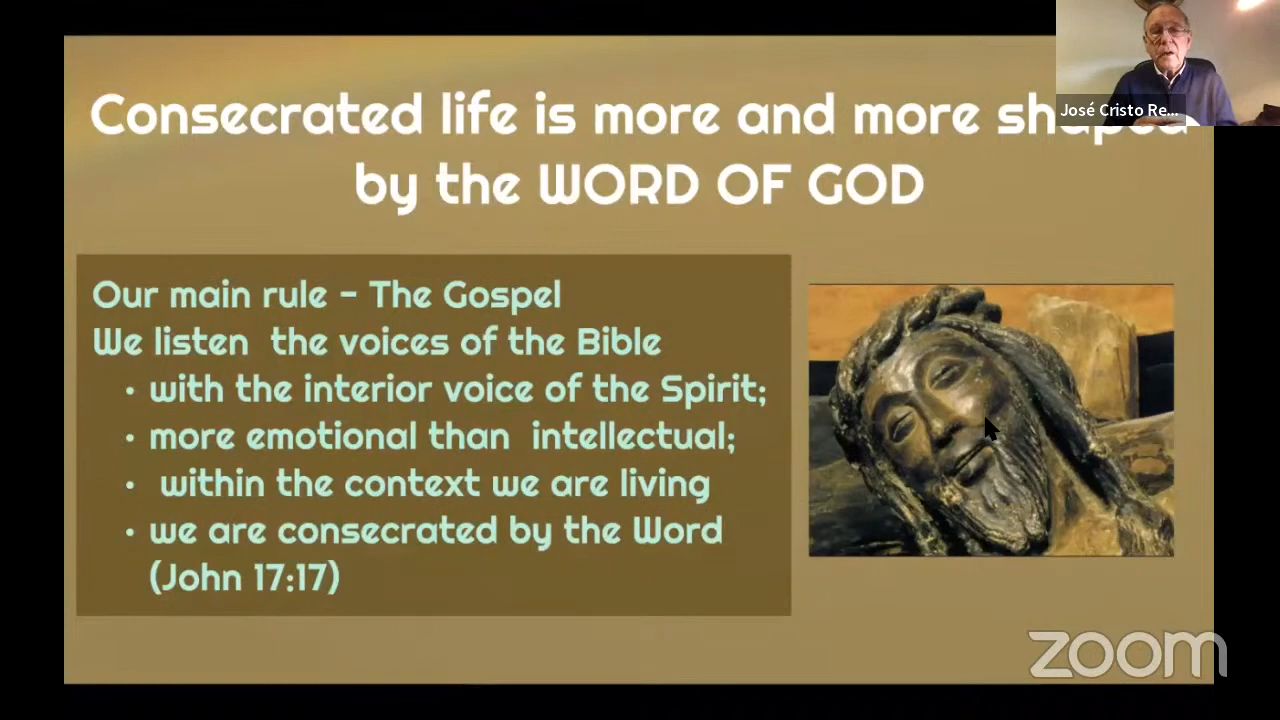 Consecrated life is more and more shaped
by the WORD OF GOD
José Cristo Re...
Our main rule - The Gospel
We listen the voices of the Bible
• with the interior voice of the Spirit;
• more emotional than intellectual;
• within the context we are living
• we are consecrated by the Word
(John 17:17)
zoom